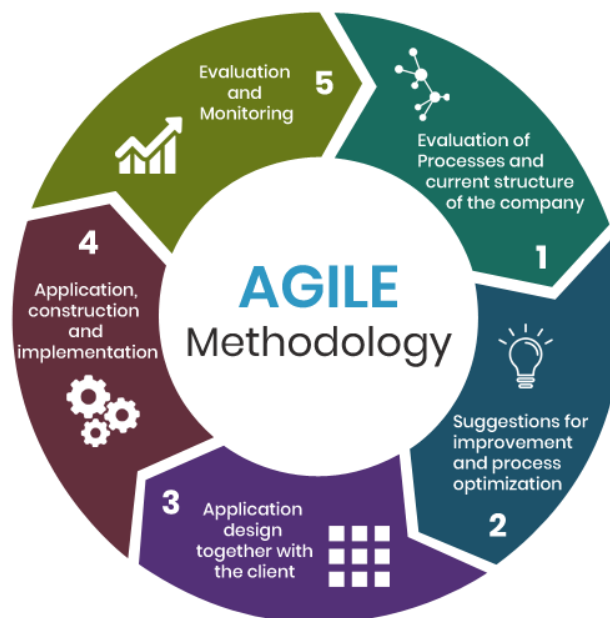 AGILE
Methodology
Evaluation of
Processes and
current structure
of the company
1
Suggestions for
improvement
and process
optimization
2
3
Application
design
together with
the client
4
Application,
construction
and
implementation
5
Evaluation
and
Monitoring